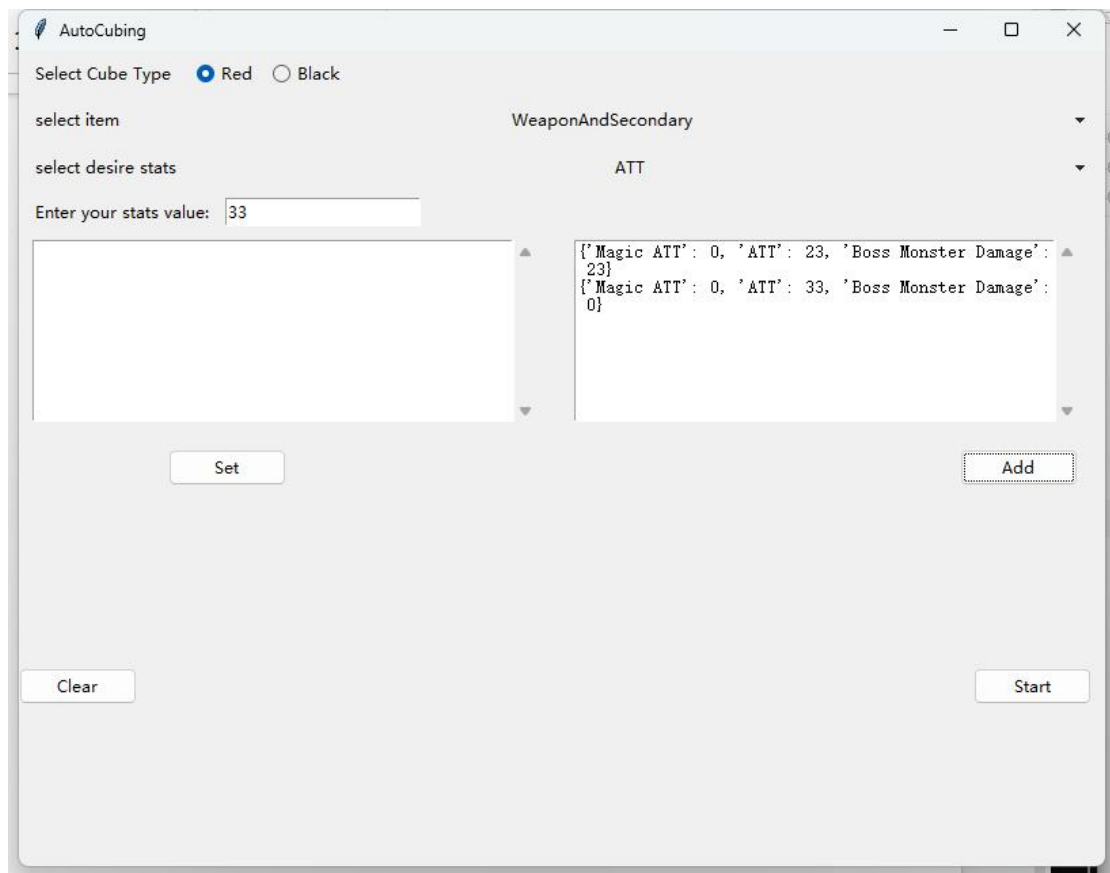 AutoCubing
Select Cube Type Red Black
select item WeaponAndSecondary
select desire stats ATT
Enter your stats value: 33
{'Magic ATT': 0, 'ATT': 23, 'Boss Monster Damage':
23}
{'Magic ATT': 0, 'ATT': 33, 'Boss Monster Damage':
0}
Set Add
Clear Start